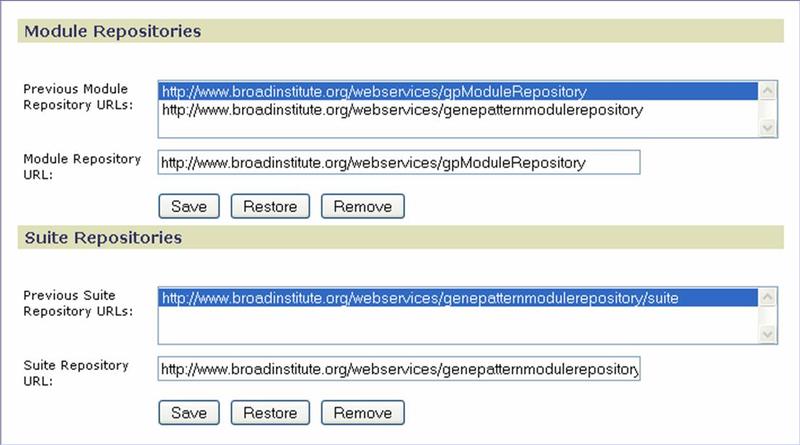 Module Repositories
Previous Module
Repository URLs:
http://www.broadinstitute.org/webservices/gpModuleRepository
http://www.broadinstitute.org/webservices/genepatternmodulerepository
Module Repository
URL:
http://www.broadinstitute.org/webservices/gpModuleRepository
Save Restore Remove
Suite Repositories
Previous Suite
Repository URLs:
http://www.broadinstitute.org/webservices/genepatternmodulerepository/suite
Suite Repository
URL:
http://www.broadinstitute.org/webservices/genepatternmodulerepository
Save Restore Remove